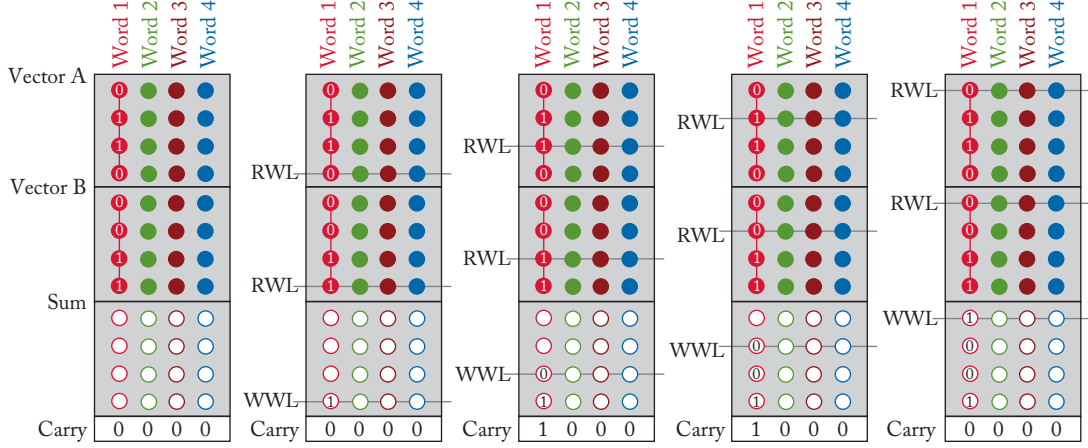 Word 1 Word 2 Word 3 Word 4 Word 1 Word 2 Word 3 Word 4 Word 1 Word 2 Word 3 Word 4 Word 1 Word 2 Word 3 Word 4 Word 1 Word 2 Word 3 Word 4
Vector A 0 0 0 0 RWL 0
1 1 1 RWL 1 1
1 1 RWL 1 1 1
0 RWL 0 0 0 0
Vector B 0 0 0 0 RWL 0
0 0 0 RWL 0 0
1 1 RWL 1 1 1
1 RWL 1 1 1 1
Sum
WWL 1
WWL 0 0
WWL 0 0 0
WWL 1 1 1 1
Carry 0 0 0 0 Carry 0 0 0 0 Carry 1 0 0 0 Carry 1 0 0 0 Carry 0 0 0 0